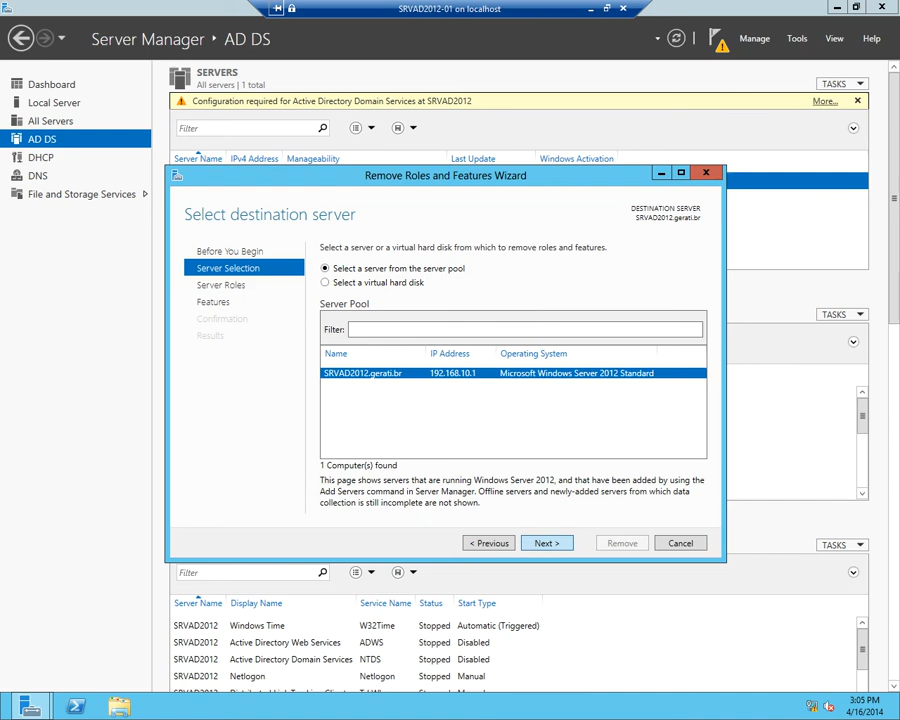 SRVAD2012-01 on localhost
Server Manager • AD DS
Manage Tools View Help
Dashboard
Local Server
All Servers
AD DS
DHCP
DNS
File and Storage Services
SERVERS
All servers | 1 total
TASKS
Configuration required for Active Directory Domain Services at SRVAD2012
More...
Filter
Server Name IPv4 Address Manageability Last Update Windows Activation
Remove Roles and Features Wizard
Select destination server
DESTINATION SERVER
SRVAD2012.gerati.br
Before You Begin
Server Selection
Server Roles
Features
Confirmation
Results
Select a server or a virtual hard disk from which to remove roles and features.
Select a server from the server pool
Select a virtual hard disk
Server Pool
Filter:
Name IP Address Operating System
SRVAD2012.gerati.br 192.168.10.1 Microsoft Windows Server 2012 Standard
1 Computer(s) found
This page shows servers that are running Windows Server 2012, and that have been added by using the
Add Servers command in Server Manager. Offline servers and newly-added servers from which data
collection is still incomplete are not shown.
< Previous Next > Remove Cancel
TASKS
TASKS
Filter
Server Name Display Name Service Name Status Start Type
SRVAD2012 Windows Time W32Time Stopped Automatic (Triggered)
SRVAD2012 Active Directory Web Services ADWS Stopped Disabled
SRVAD2012 Active Directory Domain Services NTDS Stopped Disabled
SRVAD2012 Netlogon Netlogon Stopped Manual
3:05 PM
4/16/2014